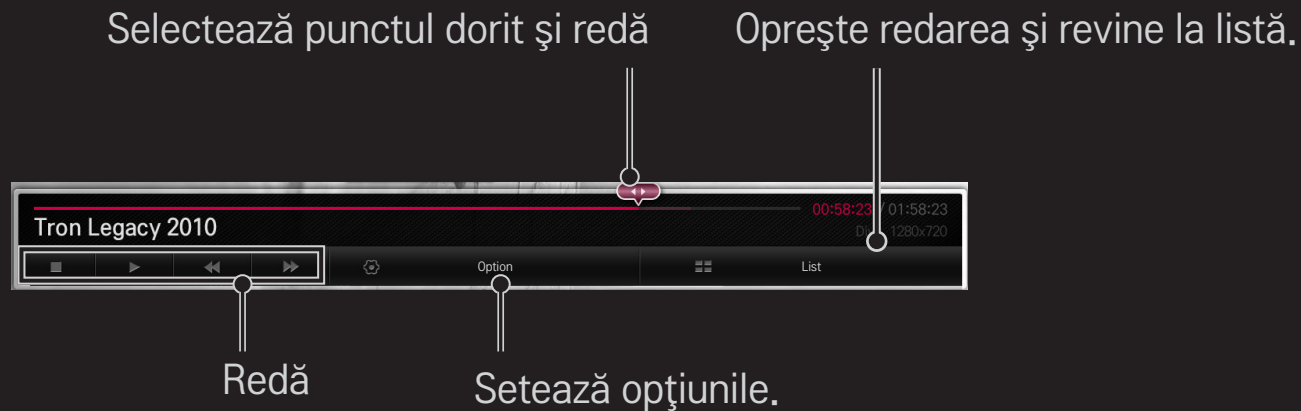 Selectează punctul dorit şi redă
Opreşte redarea şi revine la listă.
00:58:23 / 01:58:23
Tron Legacy 2010
1280x720
Option
List
Redă
Setează opţiunile.